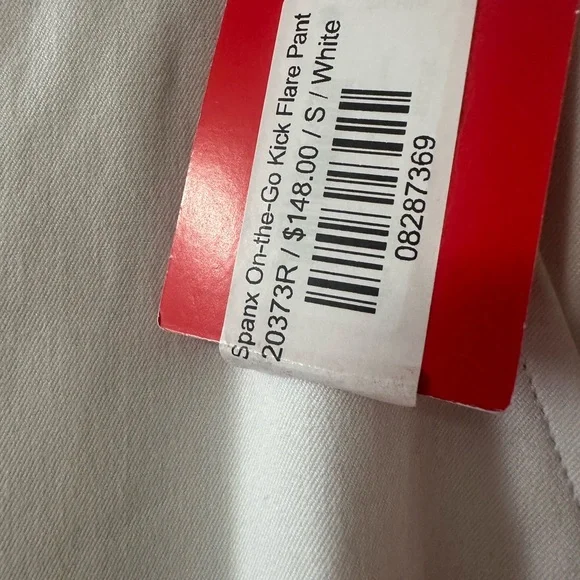 Spanx On-the-Go Kick Flare Pant
20373R / $148.00 / S / White
08287369